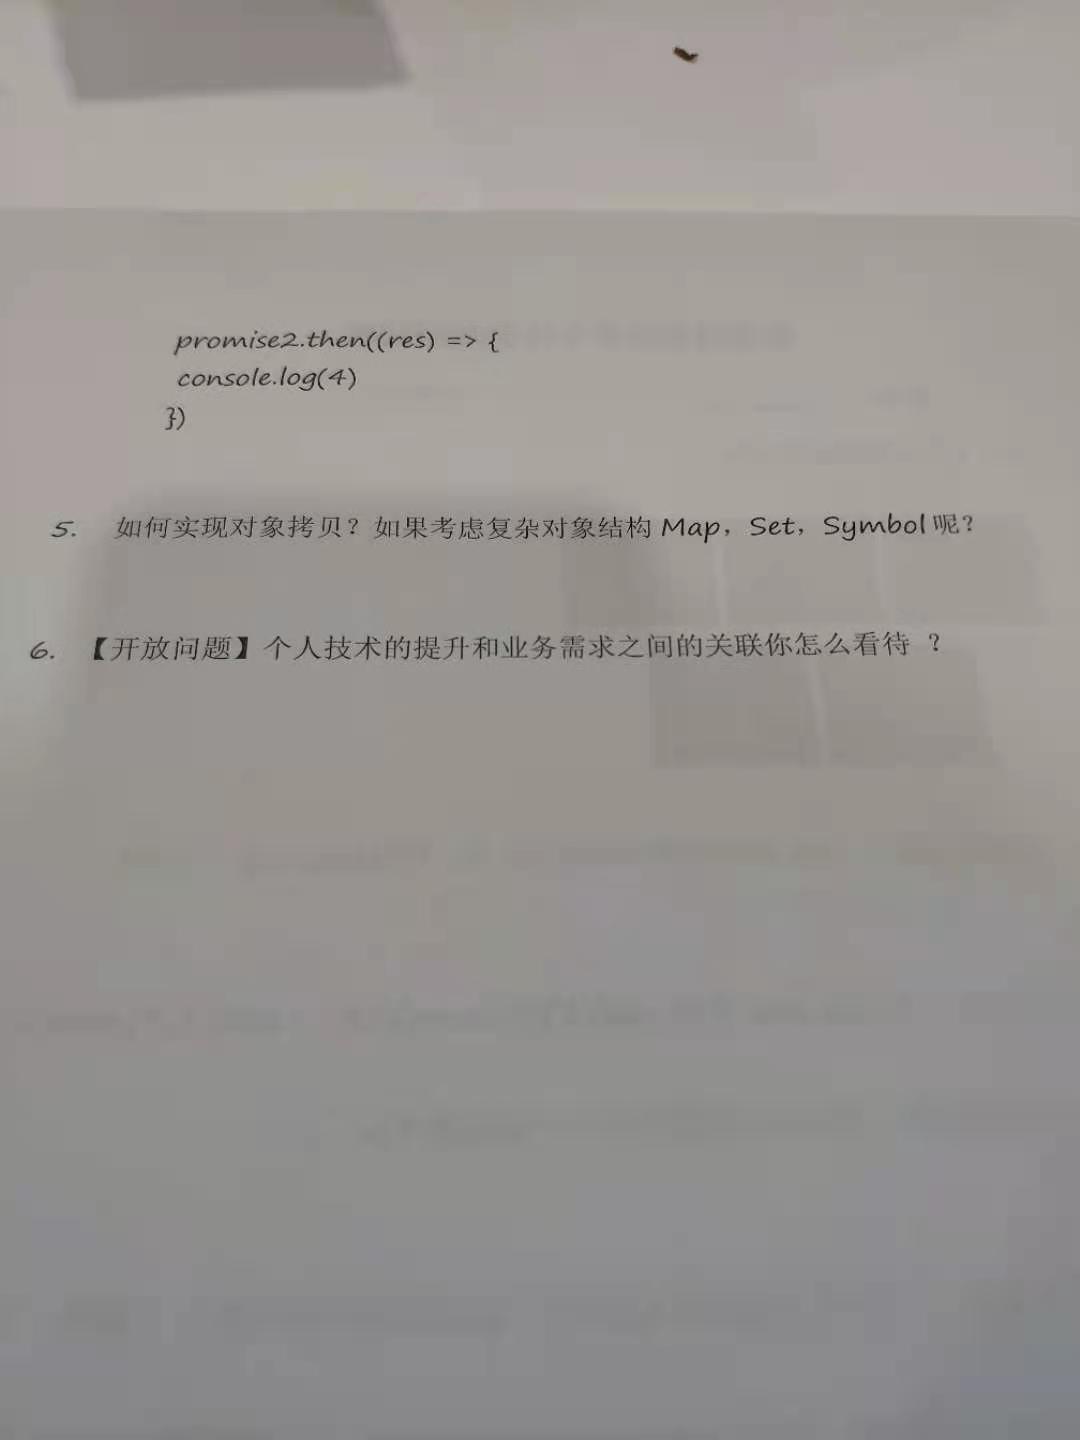 promise2.then((res) => {
console.log(4)
})
5. 如何实现对象拷贝？如果考虑复杂对象结构 Map，Set，Symbol 呢？
6. 【开放问题】个人技术的提升和业务需求之间的关联你怎么看待 ？